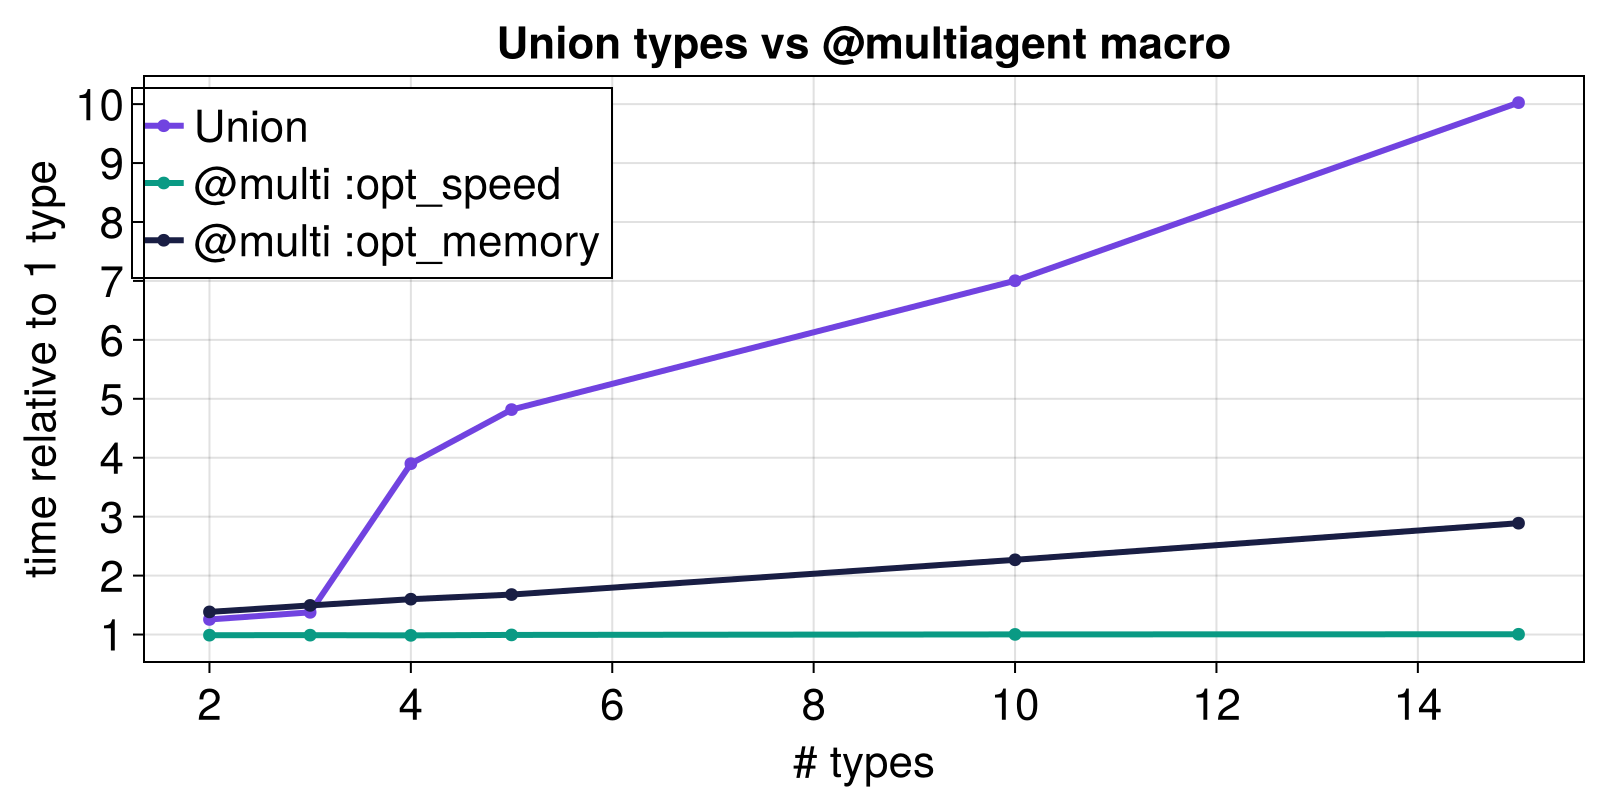 Union types vs @multiagent macro
time relative to 1 type
10
9
8
7
6
5
4
3
2
1
Union
@multi :opt_speed
@multi :opt_memory
2 4 6 8 10 12 14
# types